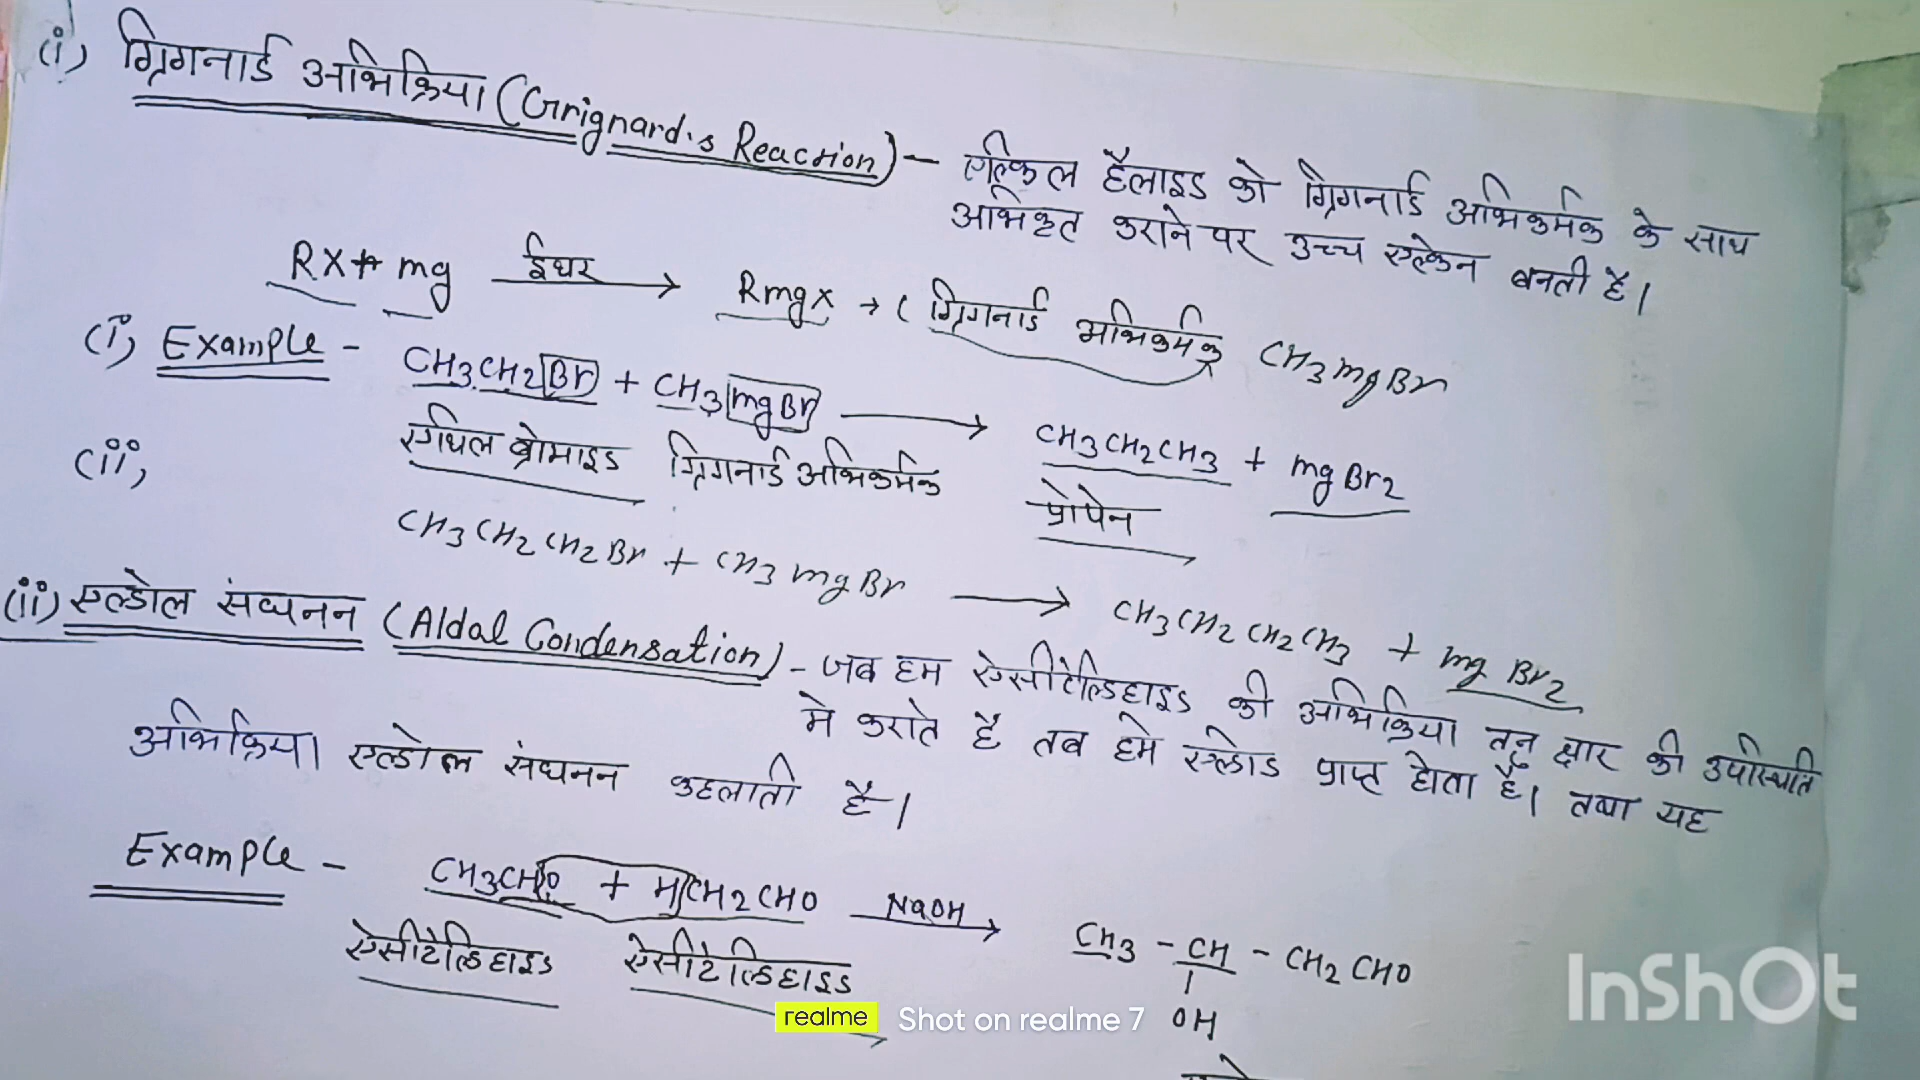 (i) ग्रिगनार्ड अभिक्रिया (Grignard's Reaction) - एल्किल हैलाइड को ग्रिगनार्ड अभिकर्मक के साथ
अभिकृत कराने पर उच्च एल्केन बनती है।
RX + mg ईथर → RmgX → ( ग्रिगनार्ड अभिकर्मक CH3mgBr
(i) Example - CH3CH2Br + CH3mgBr → CH3CH2CH3 + mgBr2
एथिल ब्रोमाइड ग्रिगनार्ड अभिकर्मक प्रोपेन
(ii) CH3CH2CH2Br + CH3mgBr → CH3CH2CH2CH3 + mgBr2
(ii) एल्डोल संघनन (Aldal Condensation) - जब हम ऐसीटैल्डिहाइड की अभिक्रिया तनु क्षार की उपस्थिति
मे कराते है तब हमे एल्डोड प्राप्त होता है। तथा यह
अभिक्रिया एल्डोल संघनन कहलाती है।
Example - CH3CHO + HCH2CHO NaOH → CH3 - CH - CH2CHO
OH
ऐसीटैल्डिहाइड ऐसीटैल्डिहाइड
realme Shot on realme 7
InShOt